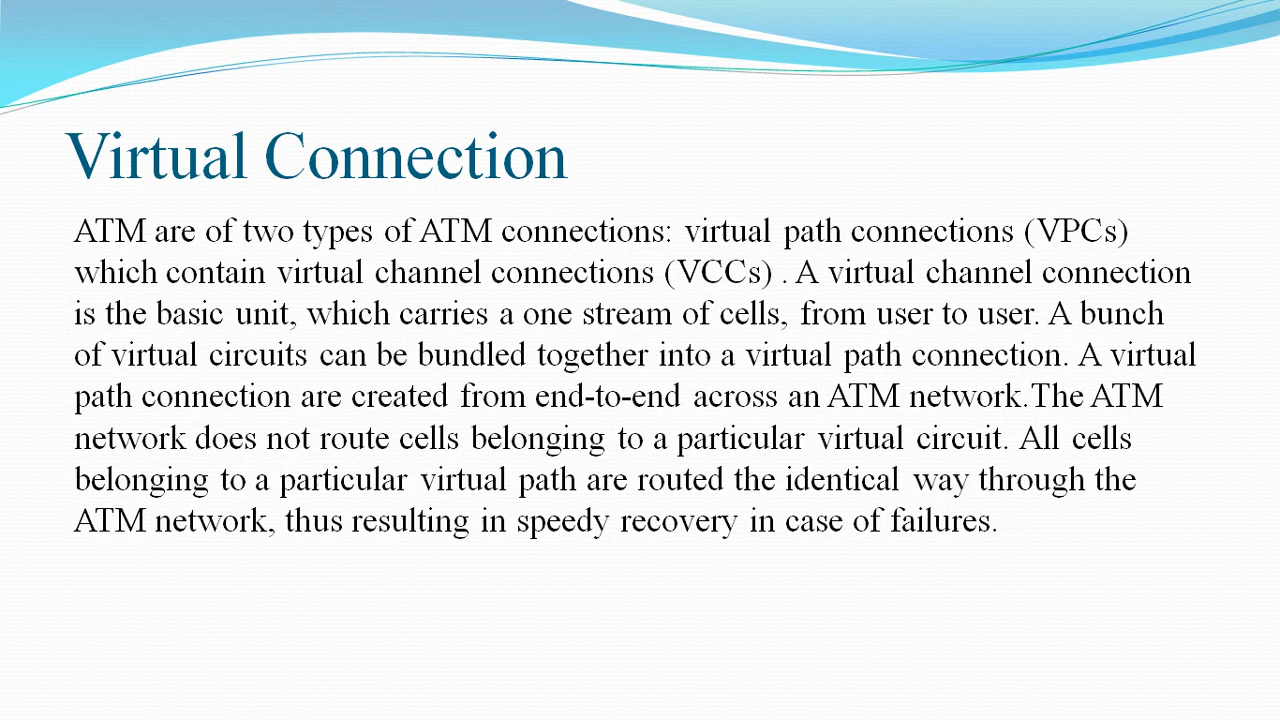 Virtual Connection
ATM are of two types of ATM connections: virtual path connections (VPCs)
which contain virtual channel connections (VCCs) . A virtual channel connection
is the basic unit, which carries a one stream of cells, from user to user. A bunch
of virtual circuits can be bundled together into a virtual path connection. A virtual
path connection are created from end-to-end across an ATM network.The ATM
network does not route cells belonging to a particular virtual circuit. All cells
belonging to a particular virtual path are routed the identical way through the
ATM network, thus resulting in speedy recovery in case of failures.